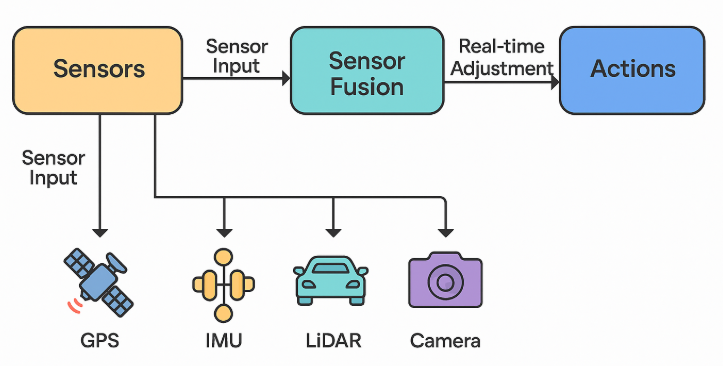 Sensors
Sensor
Input
Sensor
Fusion
Real-time
Adjustment
Actions
Sensor
Input
GPS
IMU
LiDAR
Camera